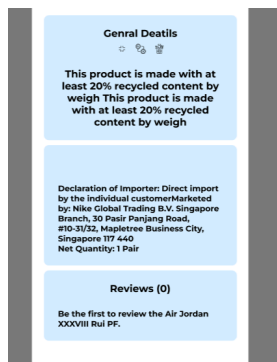 Genral Deatils
This product is made with at
least 20% recycled content by
weigh This product is made
with at least 20% recycled
content by weigh
Declaration of Importer: Direct import
by the individual customerMarketed
by: Nike Global Trading B.V. Singapore
Branch, 30 Pasir Panjang Road,
#10-31/32, Mapletree Business City,
Singapore 117 440
Net Quantity: 1 Pair
Reviews (0)
Be the first to review the Air Jordan
XXXVIII Rui PF.